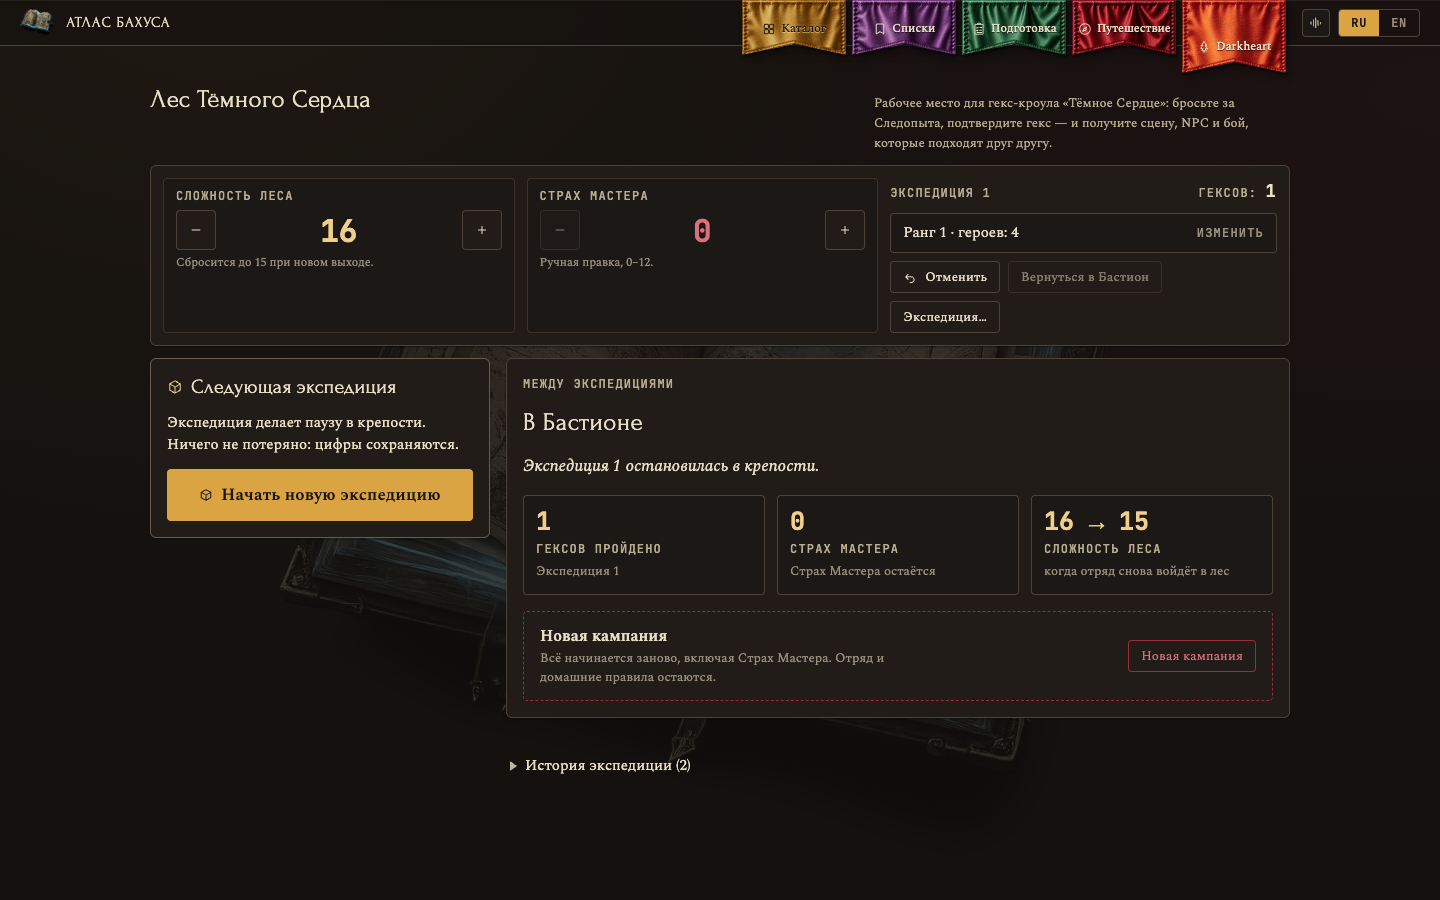 АТЛАС БАХУСА
Каталог
Списки
Подготовка
Путешествие
Darkheart
RU
EN
Лес Тёмного Сердца
Рабочее место для гекс-кроула «Тёмное Сердце»: бросьте за
Следопыта, подтвердите гекс — и получите сцену, NPC и бой,
которые подходят друг другу.
СЛОЖНОСТЬ ЛЕСА
−
16
+
Сбросится до 15 при новом выходе.
СТРАХ МАСТЕРА
−
0
+
Ручная правка, 0–12.
ЭКСПЕДИЦИЯ 1
ГЕКСОВ: 1
Ранг 1 · героев: 4
ИЗМЕНИТЬ
Отменить
Вернуться в Бастион
Экспедиция…
Следующая экспедиция
Экспедиция делает паузу в крепости.
Ничего не потеряно: цифры сохраняются.
Начать новую экспедицию
МЕЖДУ ЭКСПЕДИЦИЯМИ
В Бастионе
Экспедиция 1 остановилась в крепости.
1
ГЕКСОВ ПРОЙДЕНО
Экспедиция 1
0
СТРАХ МАСТЕРА
Страх Мастера остаётся
16 → 15
СЛОЖНОСТЬ ЛЕСА
когда отряд снова войдёт в лес
Новая кампания
Всё начинается заново, включая Страх Мастера. Отряд и
домашние правила остаются.
Новая кампания
История экспедиции (2)